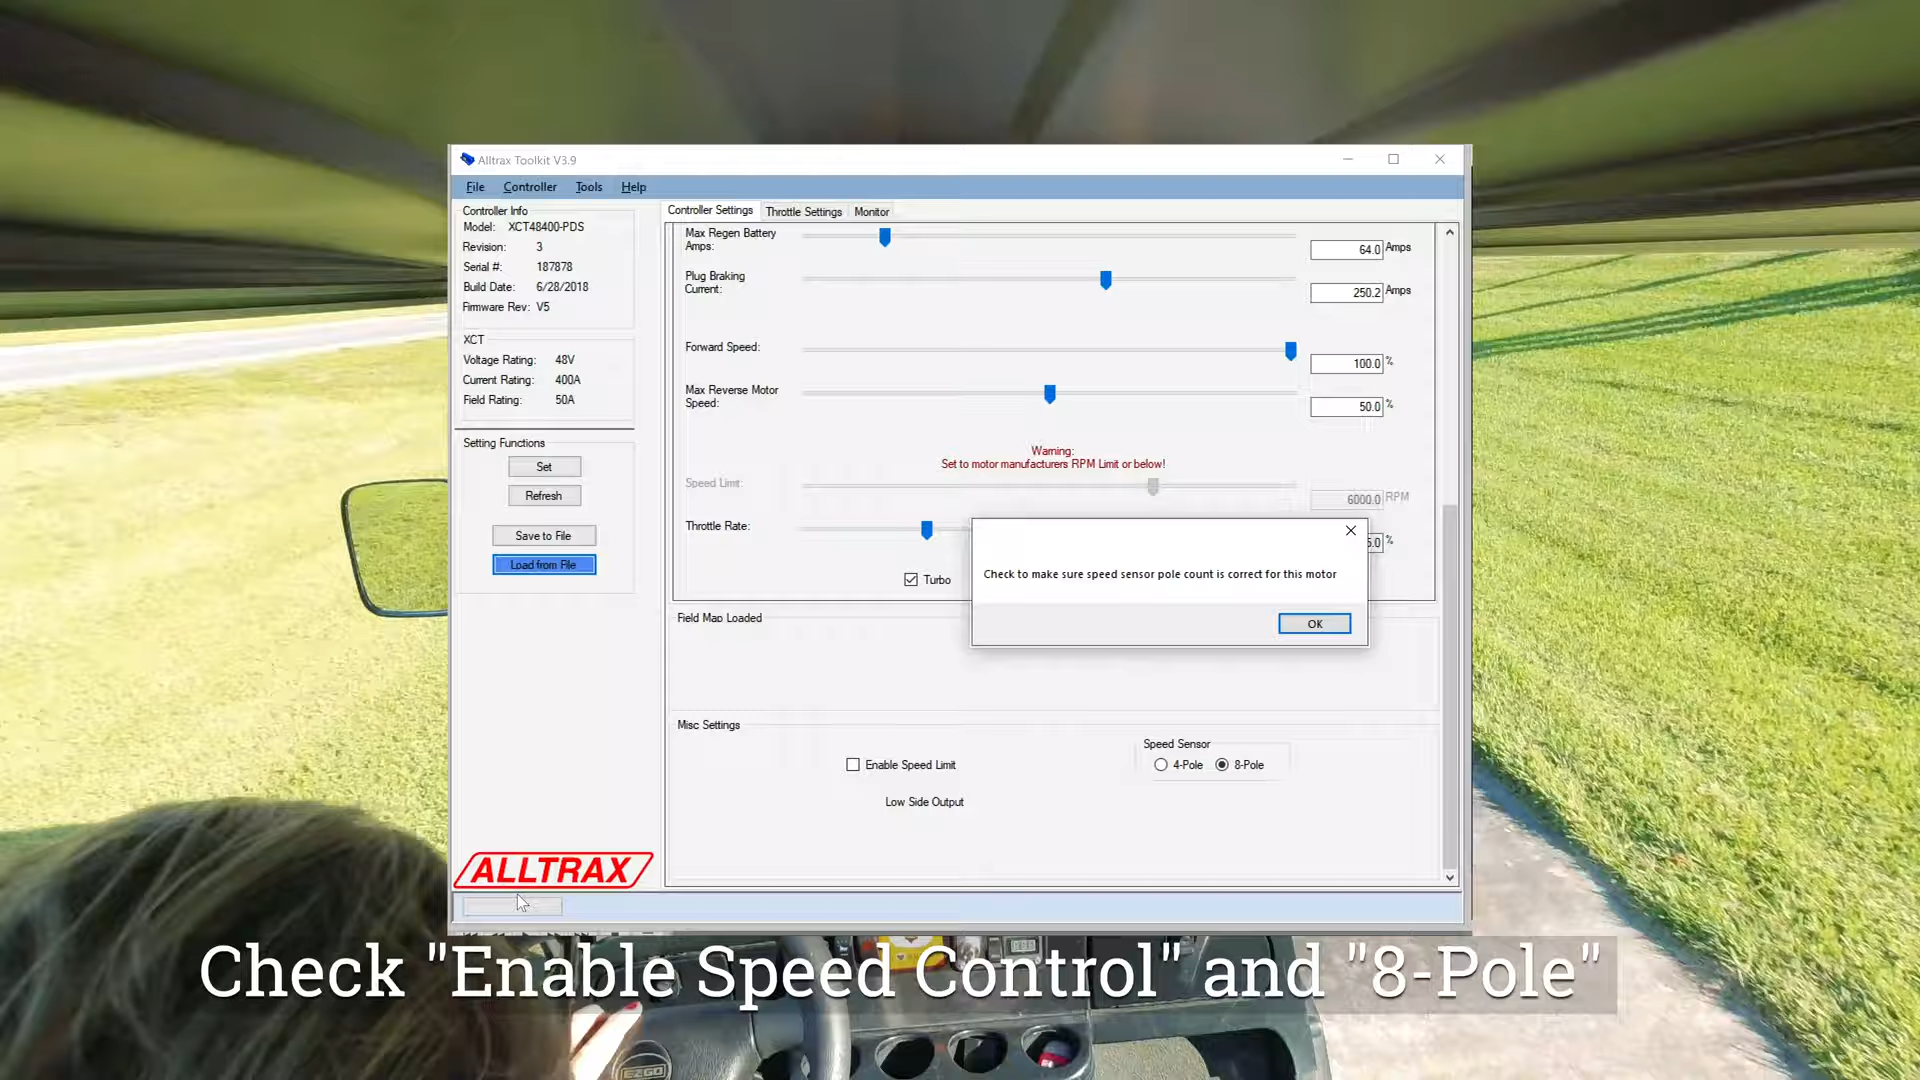 Alltrax Toolkit V3.9
File Controller Tools Help
Controller Info
Model: XCT48400-PDS
Revision: 3
Serial #: 187878
Build Date: 6/28/2018
Firmware Rev: V5
XCT
Voltage Rating: 48V
Current Rating: 400A
Field Rating: 50A
Setting Functions
Set
Refresh
Save to File
Load from File
ALLTRAX
Controller Settings Throttle Settings Monitor
Max Regen Battery
Amps:
64.0 Amps
Plug Braking
Current:
250.2 Amps
Forward Speed:
100.0 %
Max Reverse Motor
Speed:
50.0 %
Warning:
Set to motor manufacturers RPM Limit or below!
Speed Limit:
6000.0 RPM
Throttle Rate:
%
Turbo
Check to make sure speed sensor pole count is correct for this motor
OK
Field Map Loaded
Misc Settings
Enable Speed Limit
Speed Sensor
4-Pole 8-Pole
Low Side Output
Check "Enable Speed Control" and "8-Pole"
EZGO